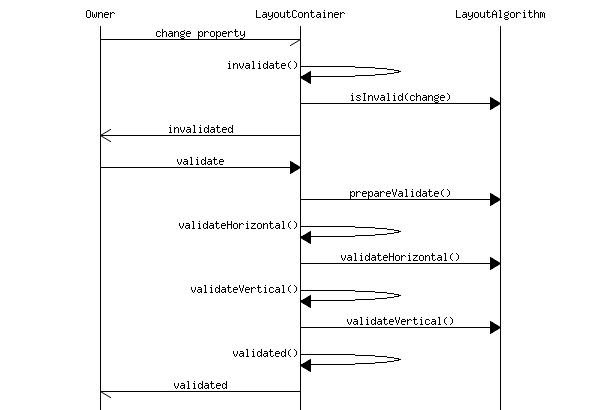 Owner LayoutContainer LayoutAlgorithm
change property
invalidate()
isInvalid(change)
invalidated
validate
prepareValidate()
validateHorizontal()
validateHorizontal()
validateVertical()
validateVertical()
validated()
validated